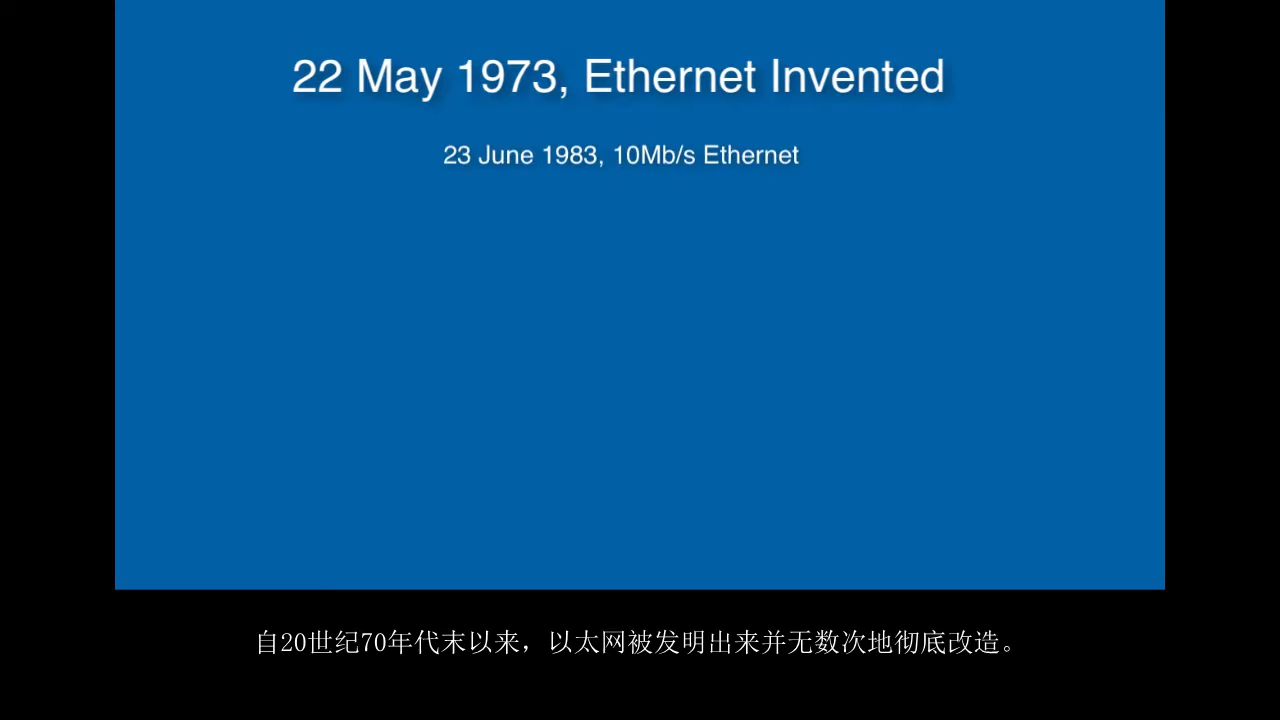 22 May 1973, Ethernet Invented
23 June 1983, 10Mb/s Ethernet
自20世纪70年代末以来，以太网被发明出来并无数次地彻底改造。